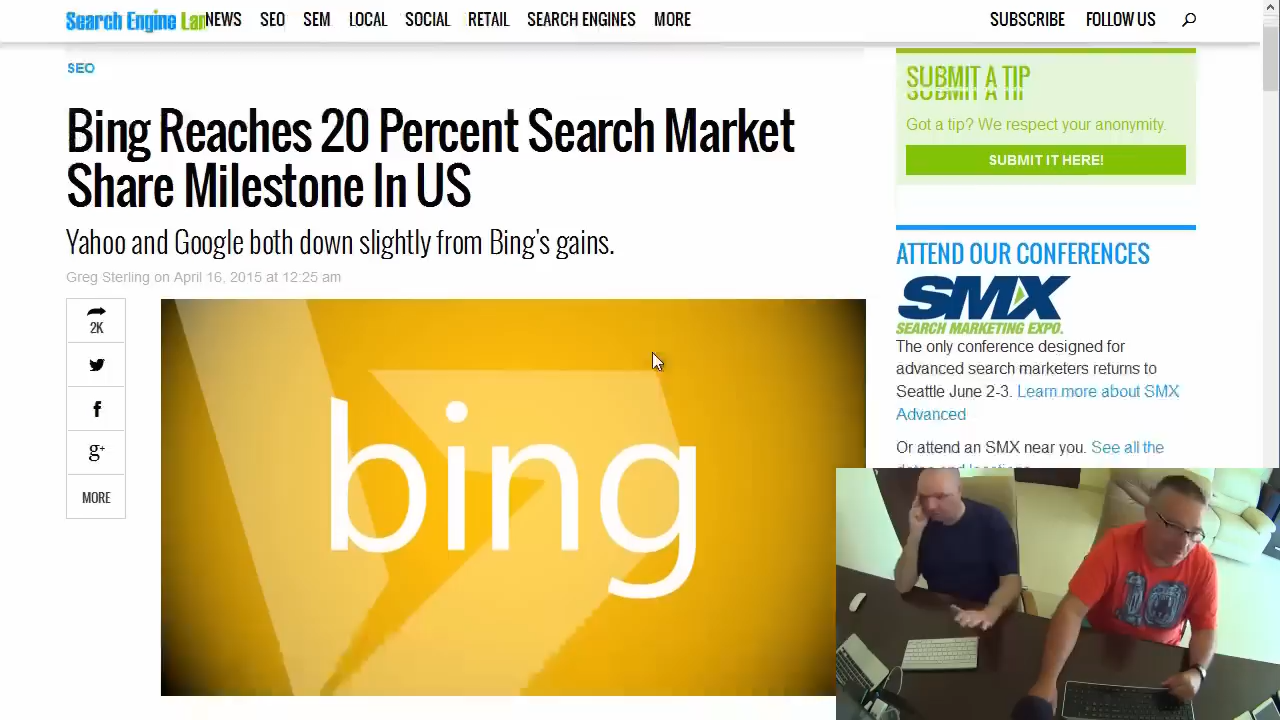 Search Engine Lan
NEWS SEO SEM LOCAL SOCIAL RETAIL SEARCH ENGINES MORE
SUBSCRIBE FOLLOW US
SEO
Bing Reaches 20 Percent Search Market
Share Milestone In US
Yahoo and Google both down slightly from Bing's gains.
Greg Sterling on April 16, 2015 at 12:25 am
2K
g+
MORE
bing
SUBMIT A TIP
Got a tip? We respect your anonymity.
SUBMIT IT HERE!
ATTEND OUR CONFERENCES
SMX
SEARCH MARKETING EXPO.
The only conference designed for
advanced search marketers returns to
Seattle June 2-3. Learn more about SMX
Advanced
Or attend an SMX near you. See all the
10